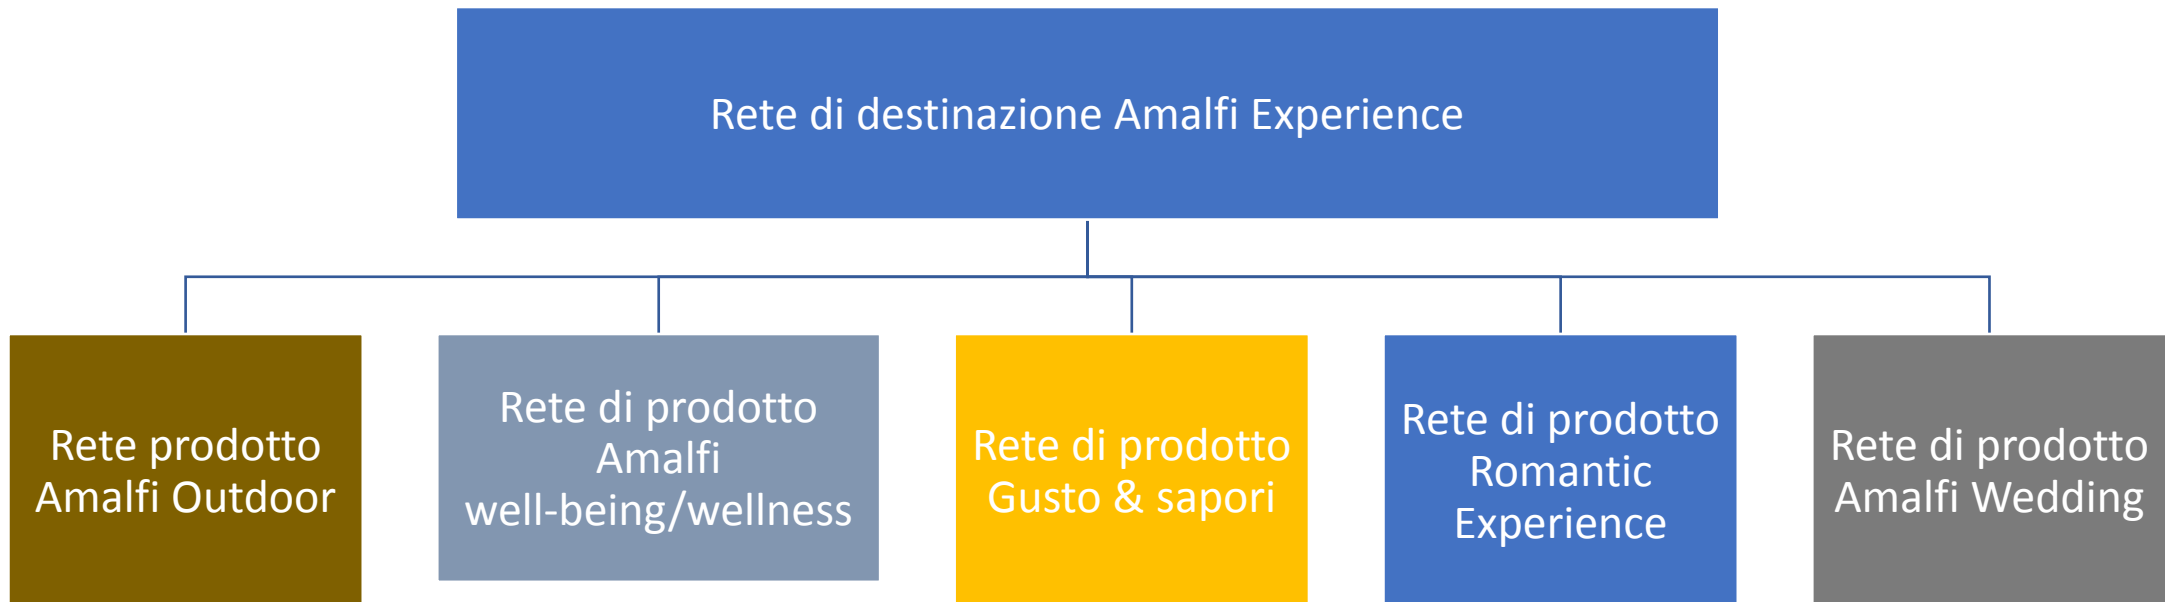 Rete di destinazione Amalfi Experience
Rete prodotto
Amalfi Outdoor
Rete di prodotto
Amalfi
well-being/wellness
Rete di prodotto
Gusto & sapori
Rete di prodotto
Romantic
Experience
Rete di prodotto
Amalfi Wedding